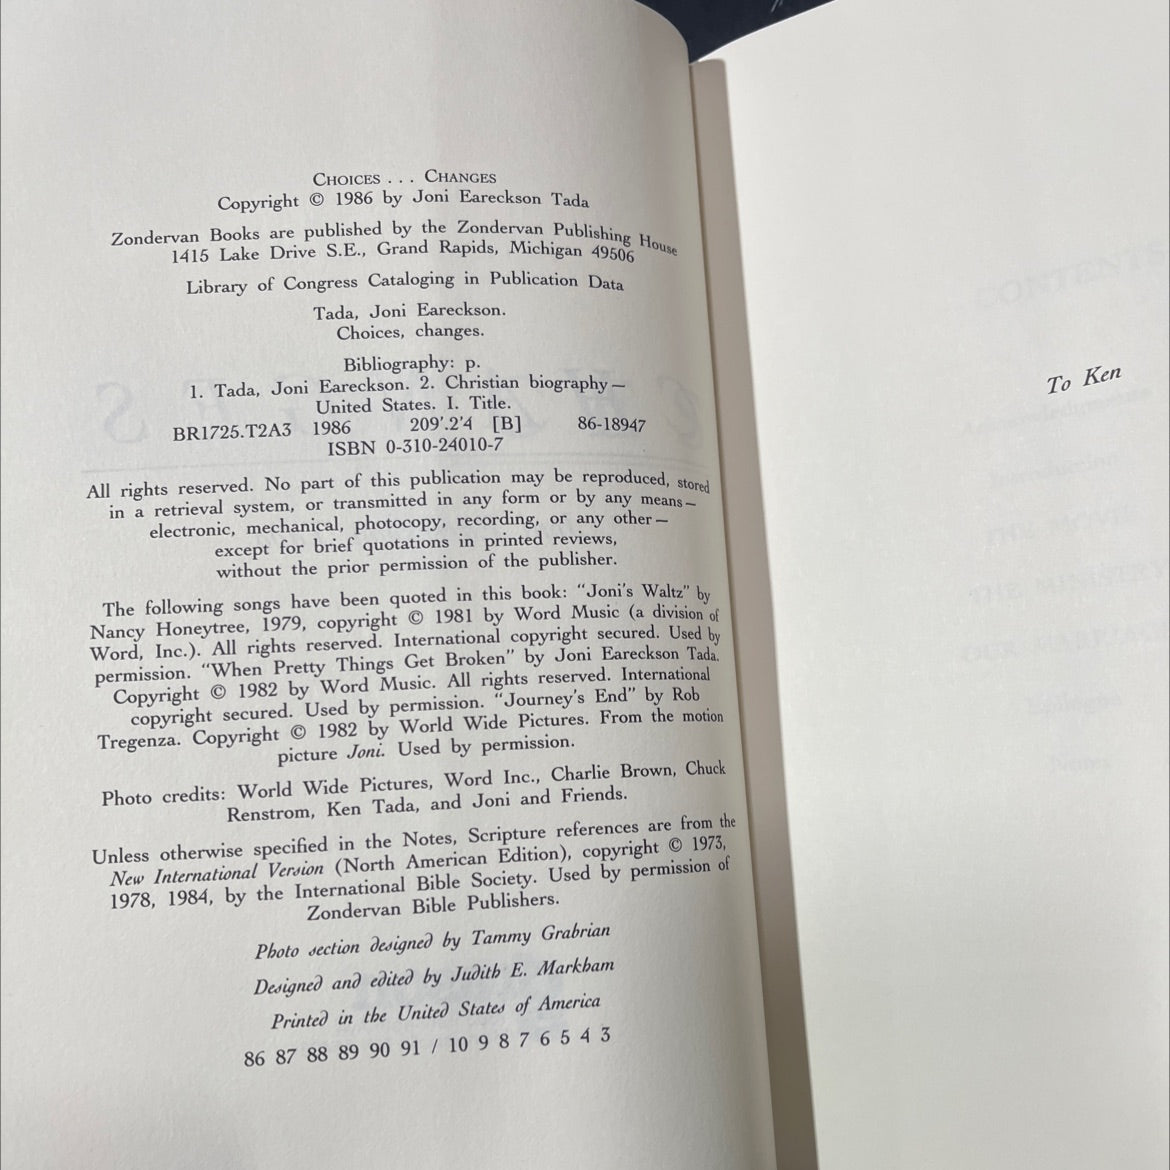 CHOICES . . . CHANGES
Copyright © 1986 by Joni Eareckson Tada
Zondervan Books are published by the Zondervan Publishing House
1415 Lake Drive S.E., Grand Rapids, Michigan 49506
Library of Congress Cataloging in Publication Data
Tada, Joni Eareckson.
Choices, changes.
Bibliography: p.
1. Tada, Joni Eareckson. 2. Christian biography—
United States. I. Title.
BR1725.T2A3 1986 209'.2'4 [B] 86-18947
ISBN 0-310-24010-7
All rights reserved. No part of this publication may be reproduced, stored
in a retrieval system, or transmitted in any form or by any means—
electronic, mechanical, photocopy, recording, or any other—
except for brief quotations in printed reviews,
without the prior permission of the publisher.
The following songs have been quoted in this book: “Joni's Waltz” by
Nancy Honeytree, 1979, copyright © 1981 by Word Music (a division of
Word, Inc.). All rights reserved. International copyright secured. Used by
permission. “When Pretty Things Get Broken” by Joni Eareckson Tada.
Copyright © 1982 by Word Music. All rights reserved. International
copyright secured. Used by permission. “Journey's End” by Rob
Tregenza. Copyright © 1982 by World Wide Pictures. From the motion
picture Joni. Used by permission.
Photo credits: World Wide Pictures, Word Inc., Charlie Brown, Chuck
Renstrom, Ken Tada, and Joni and Friends.
Unless otherwise specified in the Notes, Scripture references are from the
New International Version (North American Edition), copyright © 1973,
1978, 1984, by the International Bible Society. Used by permission of
Zondervan Bible Publishers.
Photo section designed by Tammy Grabrian
Designed and edited by Judith E. Markham
Printed in the United States of America
86 87 88 89 90 91 / 10 9 8 7 6 5 4 3
To Ken